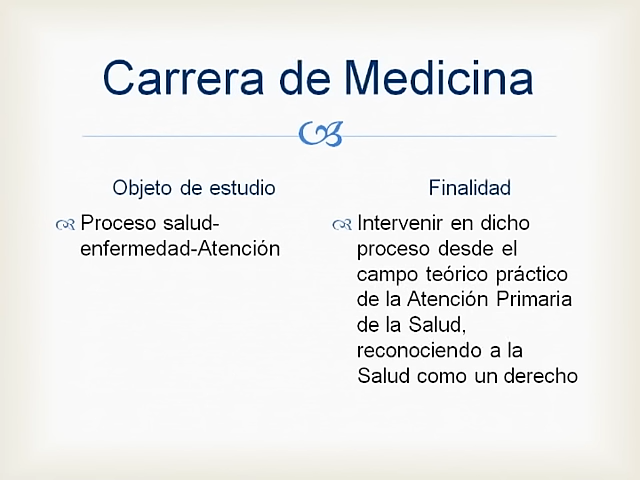 Carrera de Medicina
Objeto de estudio
Proceso salud-
enfermedad-Atención
Finalidad
Intervenir en dicho
proceso desde el
campo teórico práctico
de la Atención Primaria
de la Salud,
reconociendo a la
Salud como un derecho